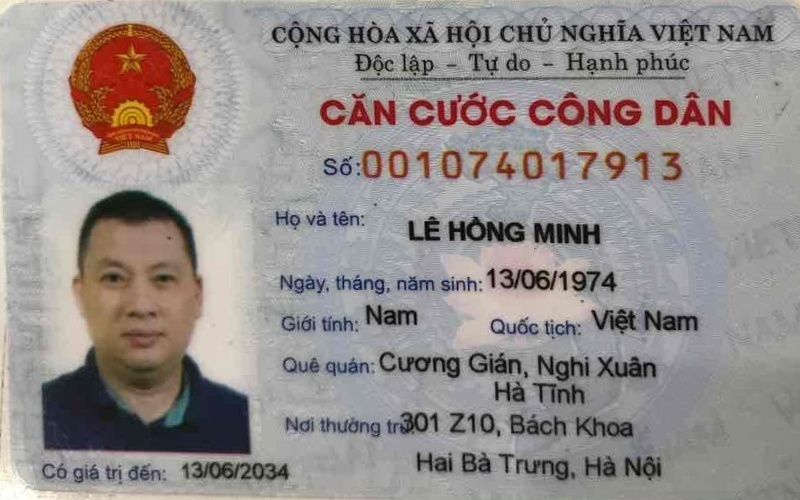 CỘNG HÒA XÃ HỘI CHỦ NGHĨA VIỆT NAM
Độc lập - Tự do - Hạnh phúc
CĂN CƯỚC CÔNG DÂN
Số: 001074017913
Họ và tên: LÊ HỒNG MINH
Ngày, tháng, năm sinh: 13/06/1974
Giới tính: Nam Quốc tịch: Việt Nam
Quê quán: Cương Gián, Nghi Xuân
Hà Tĩnh
Nơi thường trú: 301 Z10, Bách Khoa
Hai Bà Trưng, Hà Nội
Có giá trị đến: 13/06/2034